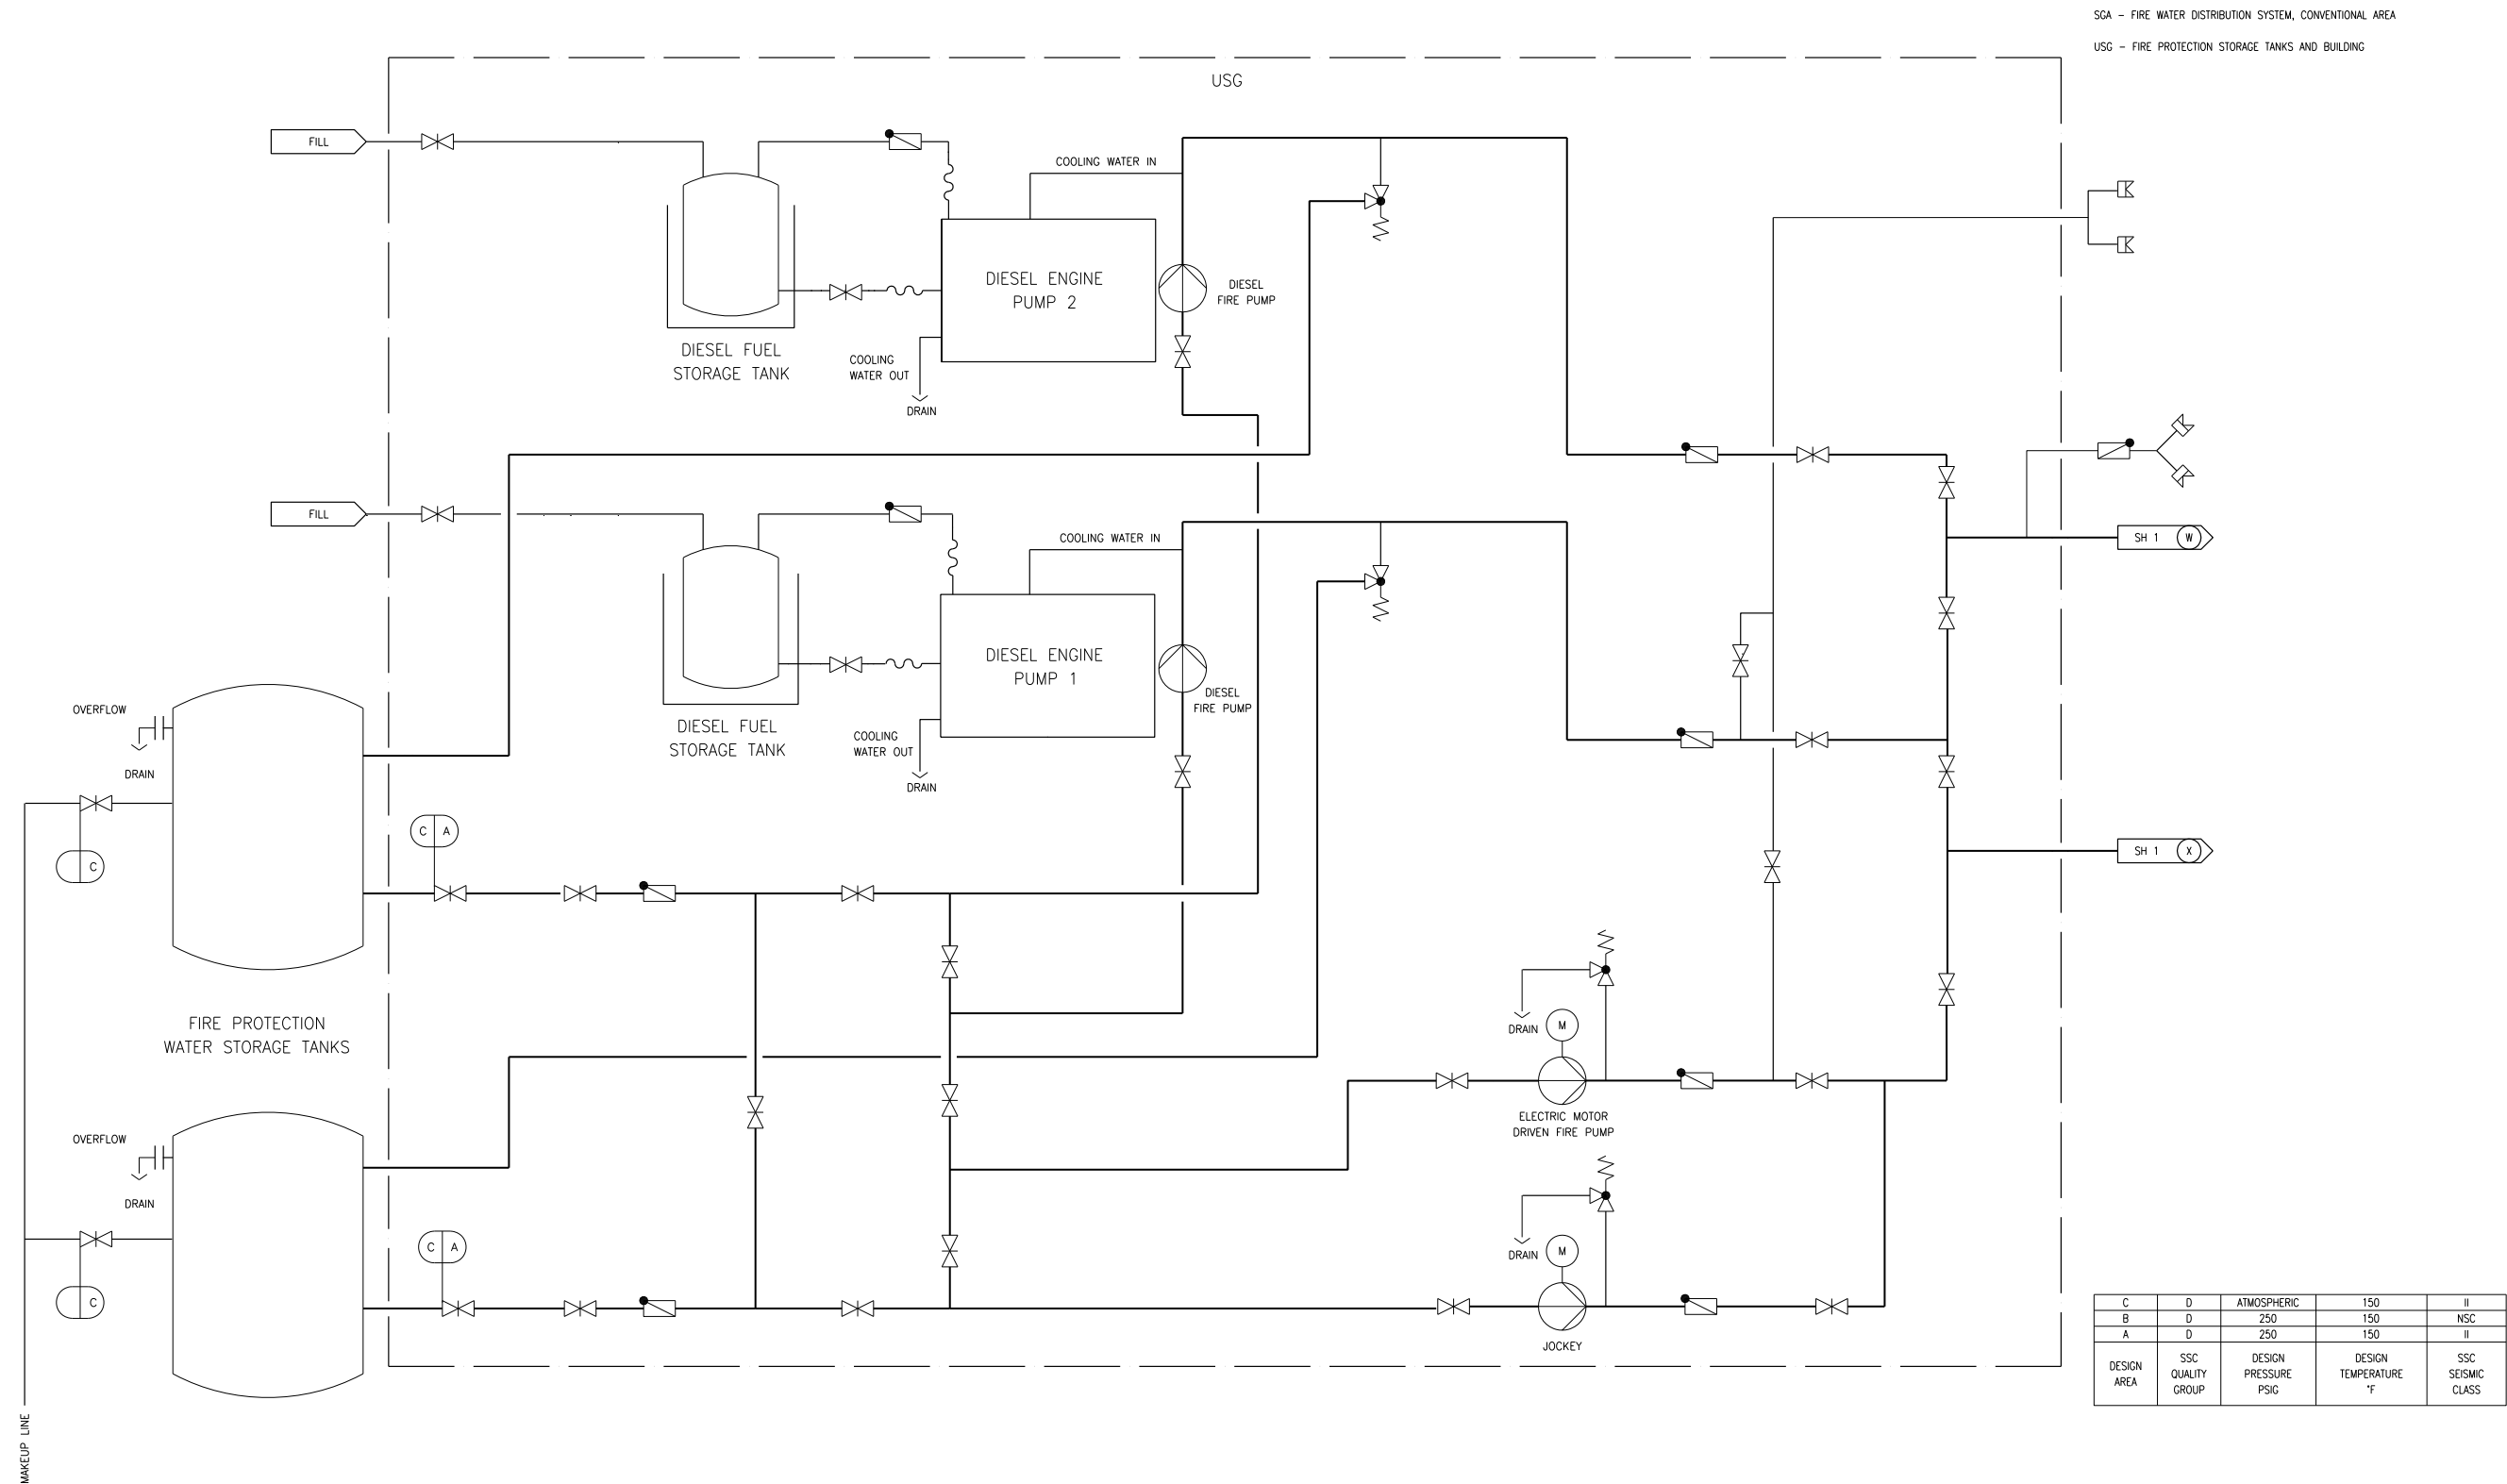 SGA – FIRE WATER DISTRIBUTION SYSTEM, CONVENTIONAL AREA
USG – FIRE PROTECTION STORAGE TANKS AND BUILDING
USG
FILL
COOLING WATER IN
DIESEL ENGINE
PUMP 2
DIESEL
FIRE PUMP
DIESEL FUEL
STORAGE TANK
COOLING
WATER OUT
DRAIN
FILL
COOLING WATER IN
SH 1 W
DIESEL ENGINE
PUMP 1
DIESEL
FIRE PUMP
DIESEL FUEL
STORAGE TANK
COOLING
WATER OUT
DRAIN
OVERFLOW
DRAIN
C A
C
SH 1 X
FIRE PROTECTION
WATER STORAGE TANKS
DRAIN
M
ELECTRIC MOTOR
DRIVEN FIRE PUMP
OVERFLOW
DRAIN
C A
C
DRAIN
M
JOCKEY
C D ATMOSPHERIC 150 II
B D 250 150 NSC
A D 250 150 II
DESIGN
AREA
SSC
QUALITY
GROUP
DESIGN
PRESSURE
PSIG
DESIGN
TEMPERATURE
°F
SSC
SEISMIC
CLASS
MAKEUP LINE